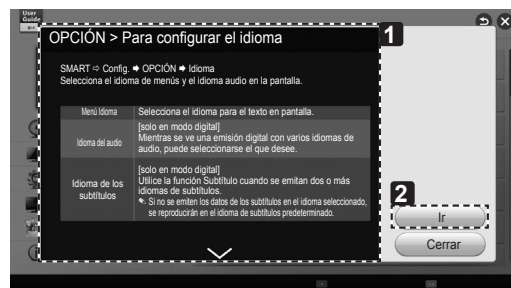 User
Guide
OPCIÓN > Para configurar el idioma
1
SMART ⇨ Config. ➡ OPCIÓN ➡ Idioma
Selecciona el idioma de menús y el idioma audio en la pantalla.
Menú Idioma Selecciona el idioma para el texto en pantalla.
Idioma del audio
[solo en modo digital]
Mientras se ve una emisión digital con varios idiomas de
audio, puede seleccionarse el que desee.
Idioma de los
subtítulos
[solo en modo digital]
Utilice la función Subtítulo cuando se emitan dos o más
idiomas de subtítulos.
Si no se emiten los datos de los subtítulos en el idioma seleccionado,
se reproducirán en el idioma de subtítulos predeterminado.
2
Ir
Cerrar